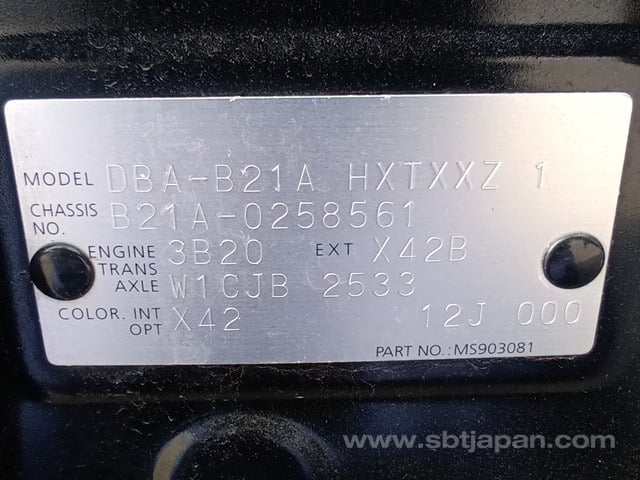 MODEL DBA-B21A HXTXXZ 1
CHASSIS NO. B21A-0258561
ENGINE 3B20 EXT X42B
TRANS AXLE W1CJB 2533
COLOR. INT OPT X42 12J 000
PART NO.:MS903081
www.sbtjapan.com